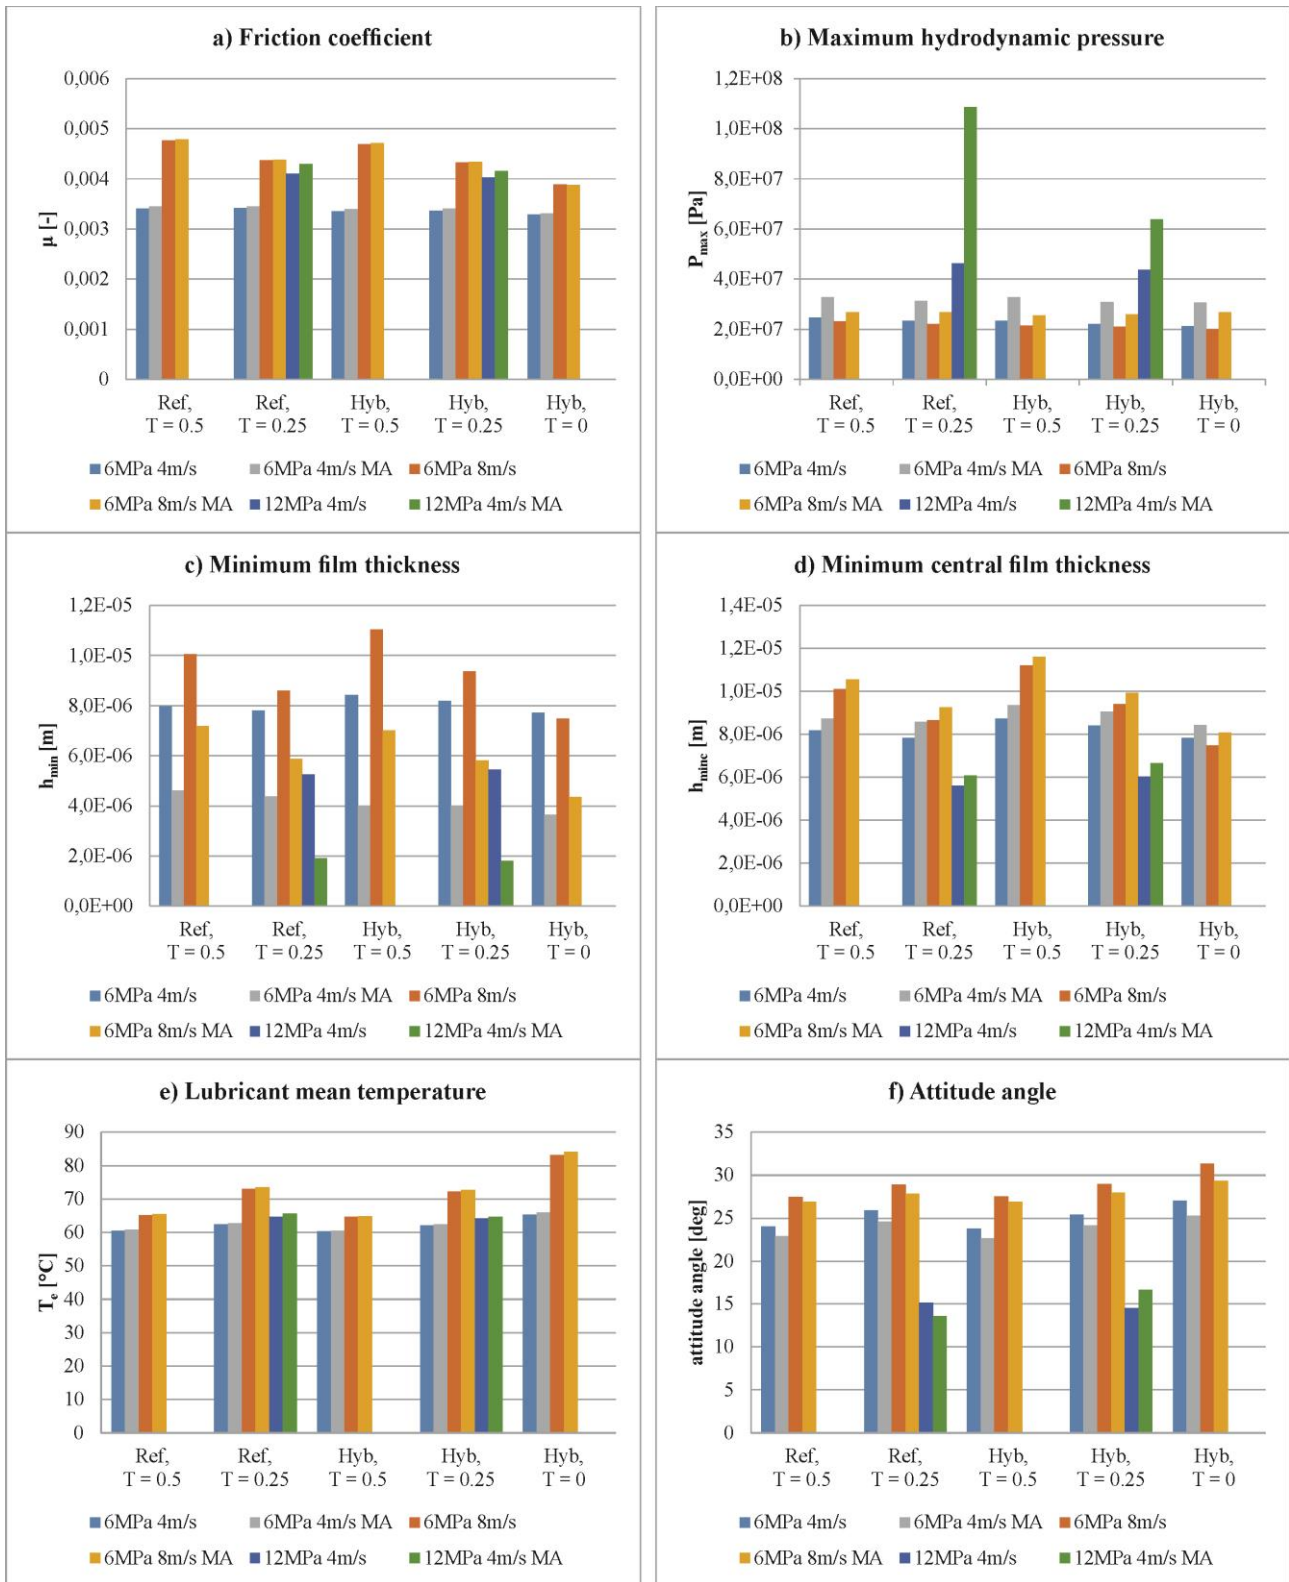 a) Friction coefficient
0,006
0,005
0,004
0,003
0,002
0,001
0
μ [-]
Ref, T = 0.5
Ref, T = 0.25
Hyb, T = 0.5
Hyb, T = 0.25
Hyb, T = 0
6MPa 4m/s 6MPa 4m/s MA 6MPa 8m/s
6MPa 8m/s MA 12MPa 4m/s 12MPa 4m/s MA
b) Maximum hydrodynamic pressure
1,2E+08
1,0E+08
8,0E+07
6,0E+07
4,0E+07
2,0E+07
0,0E+00
Pmax [Pa]
Ref, T = 0.5
Ref, T = 0.25
Hyb, T = 0.5
Hyb, T = 0.25
Hyb, T = 0
6MPa 4m/s 6MPa 4m/s MA 6MPa 8m/s
6MPa 8m/s MA 12MPa 4m/s 12MPa 4m/s MA
c) Minimum film thickness
1,2E-05
1,0E-05
8,0E-06
6,0E-06
4,0E-06
2,0E-06
0,0E+00
hmin [m]
Ref, T = 0.5
Ref, T = 0.25
Hyb, T = 0.5
Hyb, T = 0.25
Hyb, T = 0
6MPa 4m/s 6MPa 4m/s MA 6MPa 8m/s
6MPa 8m/s MA 12MPa 4m/s 12MPa 4m/s MA
d) Minimum central film thickness
1,4E-05
1,2E-05
1,0E-05
8,0E-06
6,0E-06
4,0E-06
2,0E-06
0,0E+00
hminc [m]
Ref, T = 0.5
Ref, T = 0.25
Hyb, T = 0.5
Hyb, T = 0.25
Hyb, T = 0
6MPa 4m/s 6MPa 4m/s MA 6MPa 8m/s
6MPa 8m/s MA 12MPa 4m/s 12MPa 4m/s MA
e) Lubricant mean temperature
90
80
70
60
50
40
30
20
10
0
Te [°C]
Ref, T = 0.5
Ref, T = 0.25
Hyb, T = 0.5
Hyb, T = 0.25
Hyb, T = 0
6MPa 4m/s 6MPa 4m/s MA 6MPa 8m/s
6MPa 8m/s MA 12MPa 4m/s 12MPa 4m/s MA
f) Attitude angle
35
30
25
20
15
10
5
0
attitude angle [deg]
Ref, T = 0.5
Ref, T = 0.25
Hyb, T = 0.5
Hyb, T = 0.25
Hyb, T = 0
6MPa 4m/s 6MPa 4m/s MA 6MPa 8m/s
6MPa 8m/s MA 12MPa 4m/s 12MPa 4m/s MA